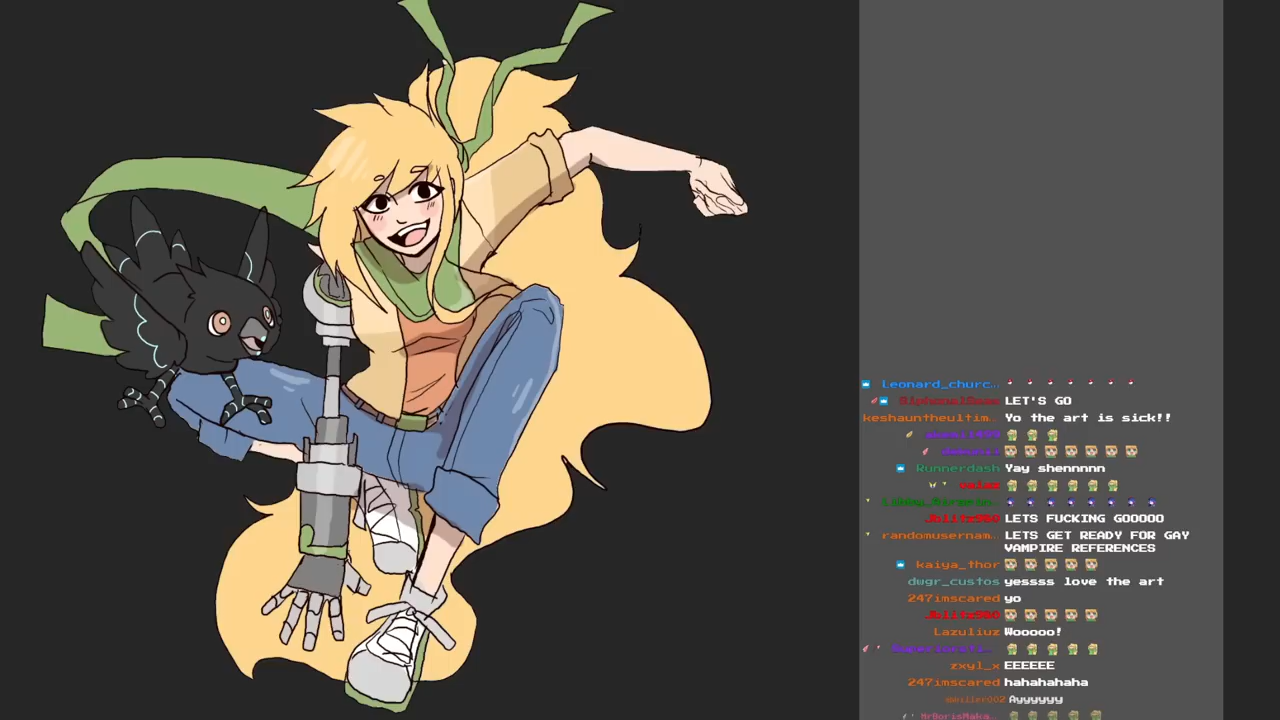 Leonard_churc…
LET'S GO
keshauntheultim… Yo the art is sick!!
Runnerdash Yay shennnnn
LETS FUCKING GOOOOO
randomusernam… LETS GET READY FOR GAY
VAMPIRE REFERENCES
kaiya_thor
dwgr_custos yessss love the art
247imscared yo
Lazuliuz Wooooo!
zxyl_x EEEEEE
247imscared hahahahaha
Ayyyyyy
MrBorisMaka…